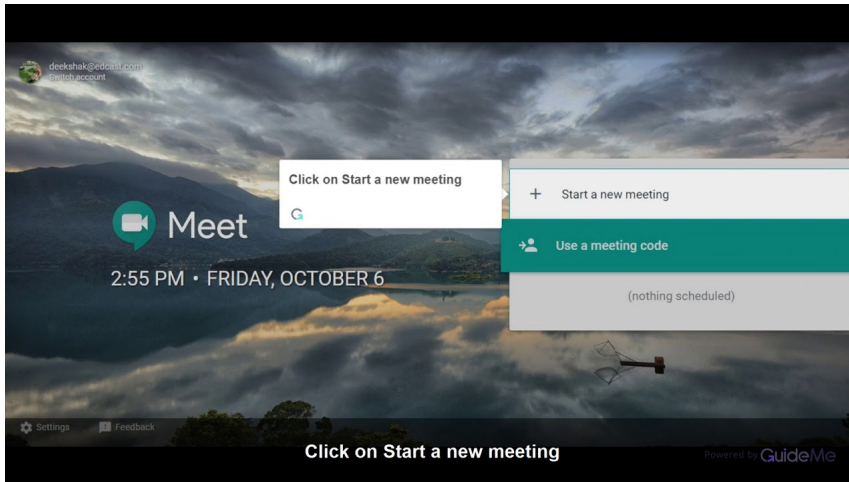 deekshak@edcast.com
Switch account
Click on Start a new meeting
Start a new meeting
Meet
Use a meeting code
2:55 PM • FRIDAY, OCTOBER 6
(nothing scheduled)
Settings
Feedback
Click on Start a new meeting
Powered by GuideMe